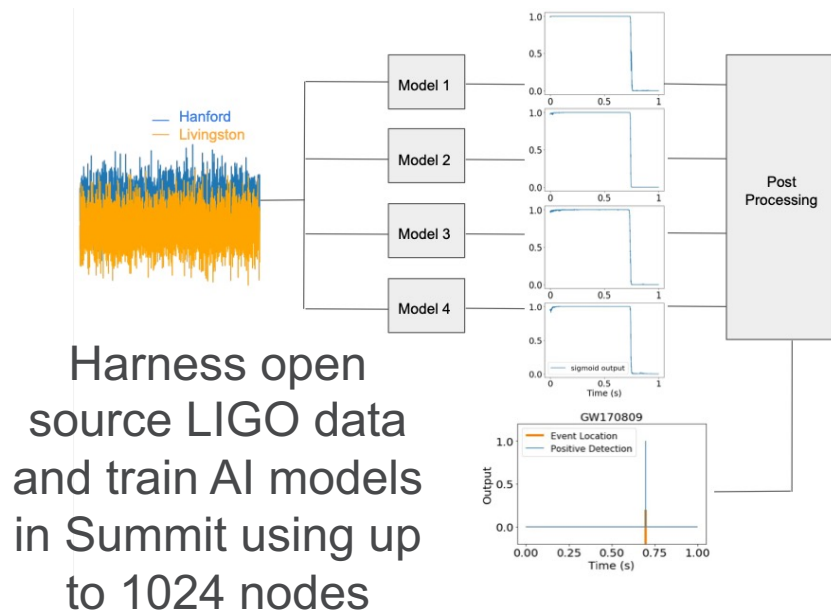 Hanford
Livingston
Model 1
Model 2
Model 3
Model 4
1.0
0.5
0.0
0
0.5
1
1.0
0.5
0.0
0
0.5
1
1.0
0.5
0.0
0
0.5
1
1.0
0.5
0.0
sigmoid output
0
0.5
1
Time (s)
Post
Processing
Harness open
source LIGO data
and train AI models
in Summit using up
to 1024 nodes
GW170809
Event Location
Positive Detection
Output
1.0
0.5
0.0
0.00
0.25
0.50
0.75
1.00
Time (s)